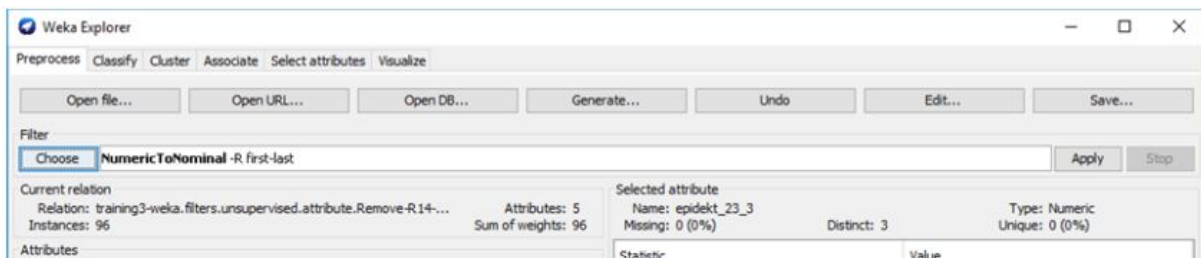 Weka Explorer
Preprocess Classify Cluster Associate Select attributes Visualize
Open file... Open URL... Open DB... Generate... Undo Edit... Save...
Filter
Choose NumericToNominal -R first-last Apply Stop
Current relation
Relation: training3-weka.filters.unsupervised.attribute.Remove-R14-... Attributes: 5
Instances: 96 Sum of weights: 96
Selected attribute
Name: epidekt_23_3 Type: Numeric
Missing: 0 (0%) Distinct: 3 Unique: 0 (0%)
Attributes
Statistic Value